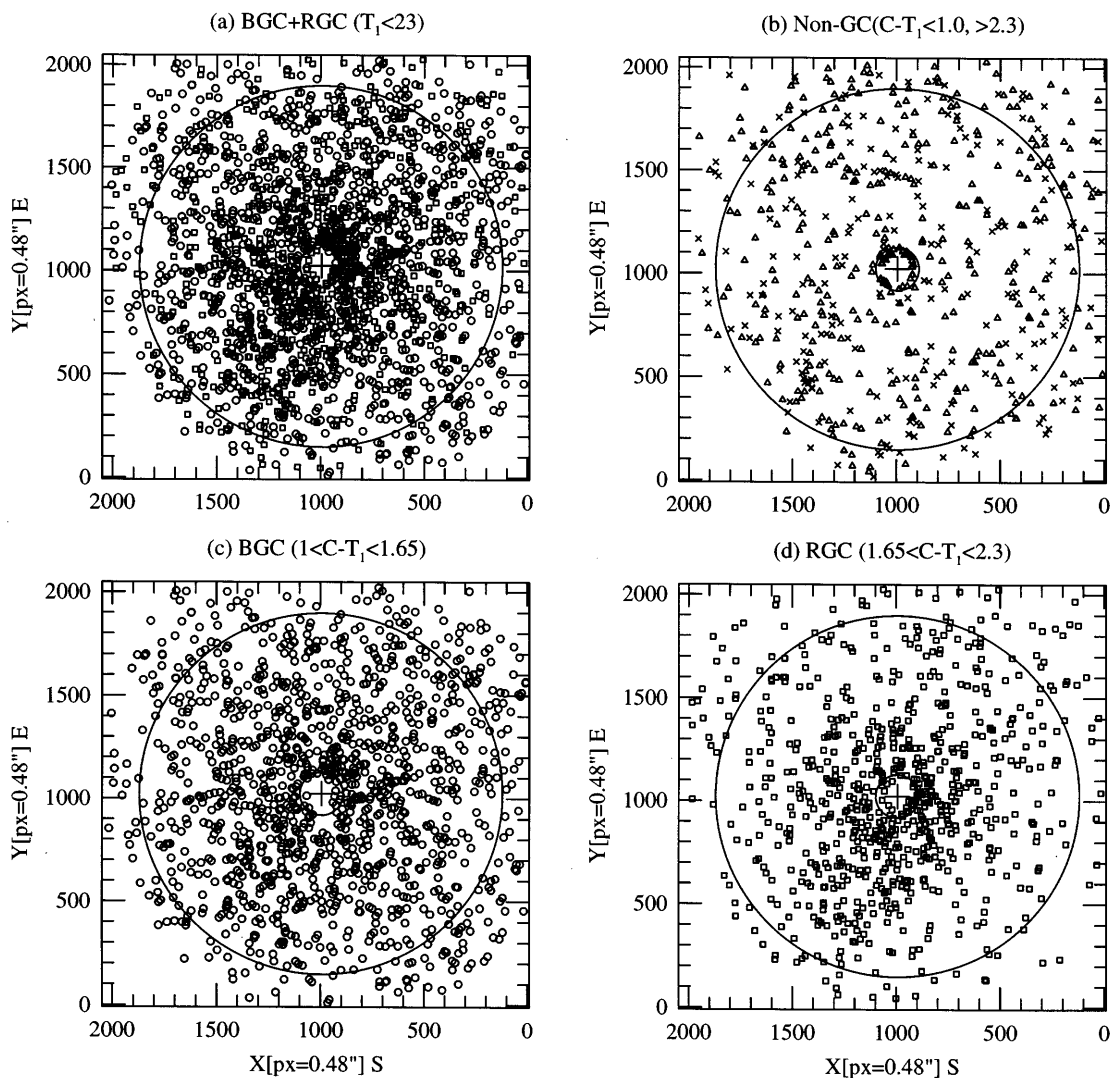 (a) BGC+RGC (T₁<23)
(b) Non-GC(C-T₁<1.0, >2.3)
2000
1500
1000
500
0
Y[px=0.48"] E
2000 1500 1000 500 0
2000
1500
1000
500
0
Y[px=0.48"] E
2000 1500 1000 500 0
(c) BGC (1<C-T₁<1.65)
(d) RGC (1.65<C-T₁<2.3)
2000
1500
1000
500
0
Y[px=0.48"] E
2000 1500 1000 500 0
X[px=0.48"] S
2000
1500
1000
500
0
Y[px=0.48"] E
2000 1500 1000 500 0
X[px=0.48"] S